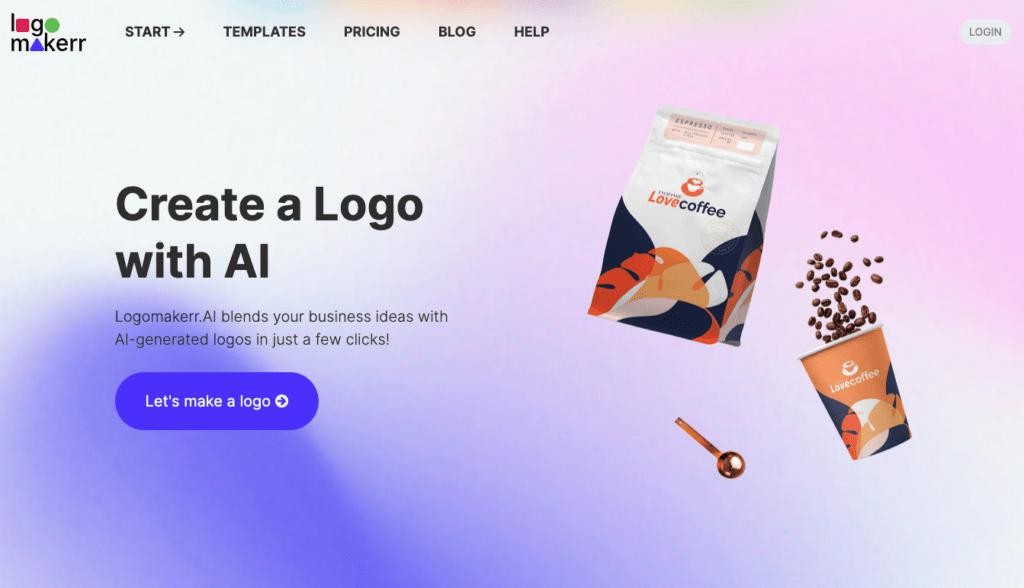 logo
makerr
START →
TEMPLATES
PRICING
BLOG
HELP
LOGIN
Create a Logo
with AI
Logomakerr.AI blends your business ideas with
AI-generated logos in just a few clicks!
Let's make a logo
ESPRESSO
Lovecoffee
Lovecoffee